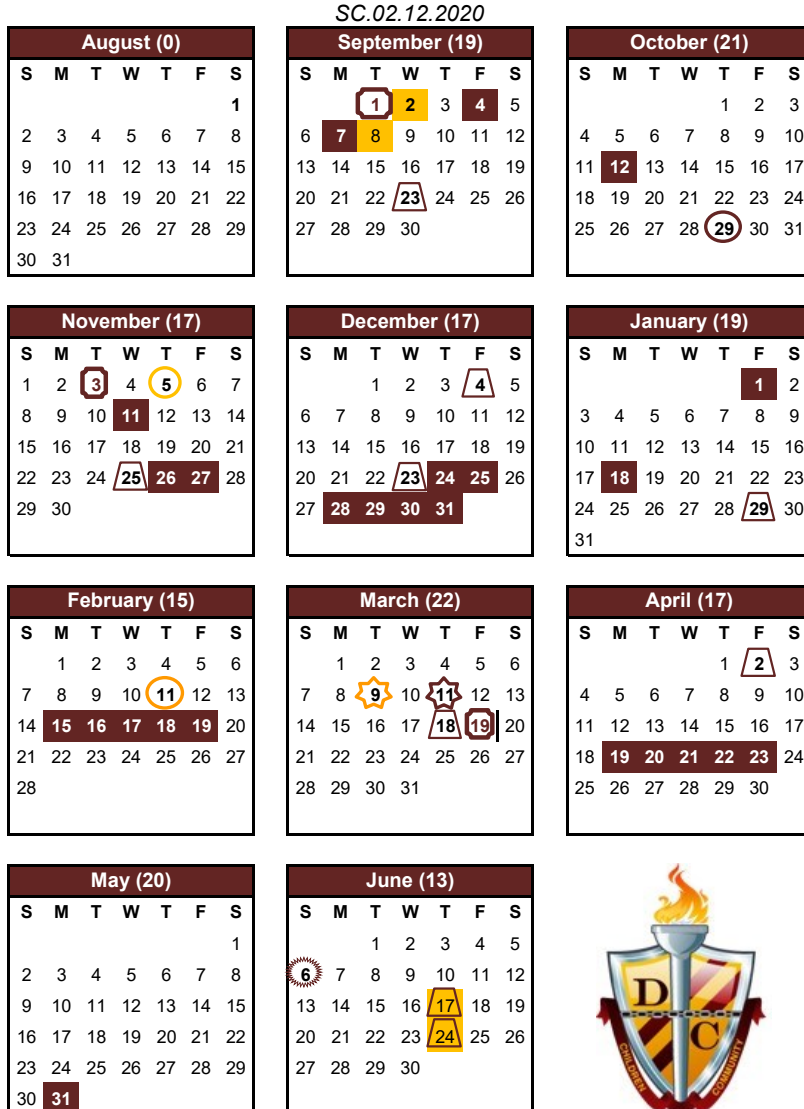 SC.02.12.2020
August (0) September (19) October (21)
S M T W T F S S M T W T F S S M T W T F S
1 1 2 3 4 5 1 2 3
2 3 4 5 6 7 8 6 7 8 9 10 11 12 4 5 6 7 8 9 10
9 10 11 12 13 14 15 13 14 15 16 17 18 19 11 12 13 14 15 16 17
16 17 18 19 20 21 22 20 21 22 23 24 25 26 18 19 20 21 22 23 24
23 24 25 26 27 28 29 27 28 29 30 25 26 27 28 29 30 31
30 31
November (17) December (17) January (19)
S M T W T F S S M T W T F S S M T W T F S
1 2 3 4 5 6 7 1 2 3 4 5 1 2
8 9 10 11 12 13 14 6 7 8 9 10 11 12 3 4 5 6 7 8 9
15 16 17 18 19 20 21 13 14 15 16 17 18 19 10 11 12 13 14 15 16
22 23 24 25 26 27 28 20 21 22 23 24 25 26 17 18 19 20 21 22 23
29 30 27 28 29 30 31 24 25 26 27 28 29 30
31
February (15) March (22) April (17)
S M T W T F S S M T W T F S S M T W T F S
1 2 3 4 5 6 1 2 3 4 5 6 1 2 3
7 8 9 10 11 12 13 7 8 9 10 11 12 13 4 5 6 7 8 9 10
14 15 16 17 18 19 20 14 15 16 17 18 19 20 11 12 13 14 15 16 17
21 22 23 24 25 26 27 21 22 23 24 25 26 27 18 19 20 21 22 23 24
28 28 29 30 31 25 26 27 28 29 30
May (20) June (13)
S M T W T F S S M T W T F S
1 1 2 3 4 5
2 3 4 5 6 7 8 6 7 8 9 10 11 12
9 10 11 12 13 14 15 13 14 15 16 17 18 19
16 17 18 19 20 21 22 20 21 22 23 24 25 26
23 24 25 26 27 28 29 27 28 29 30
30 31
D C
CHILDREN COMMUNITY